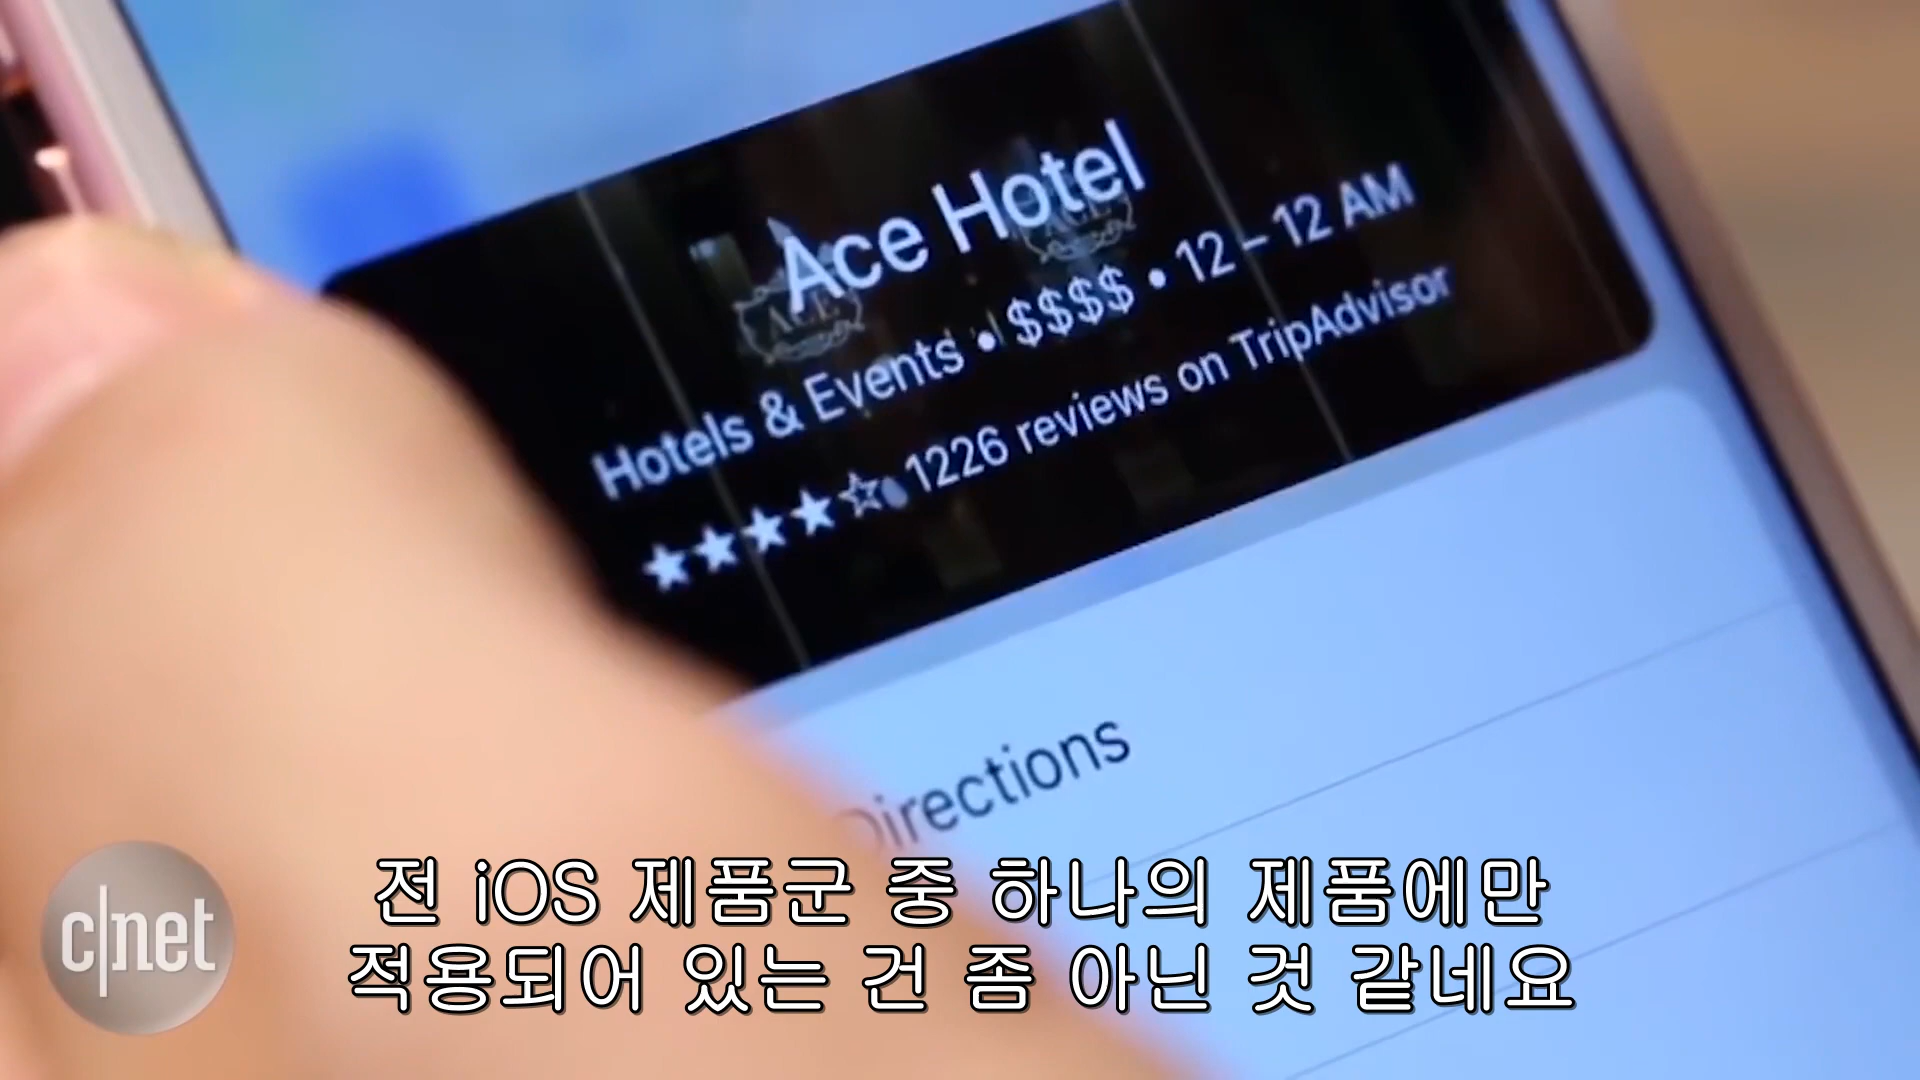 Ace Hotel
Hotels & Events • $$$$ • 12 – 12 AM
★★★★☆ 1226 reviews on TripAdvisor
Directions
c|net
전 iOS 제품군 중 하나의 제품에만
적용되어 있는 건 좀 아닌 것 같네요